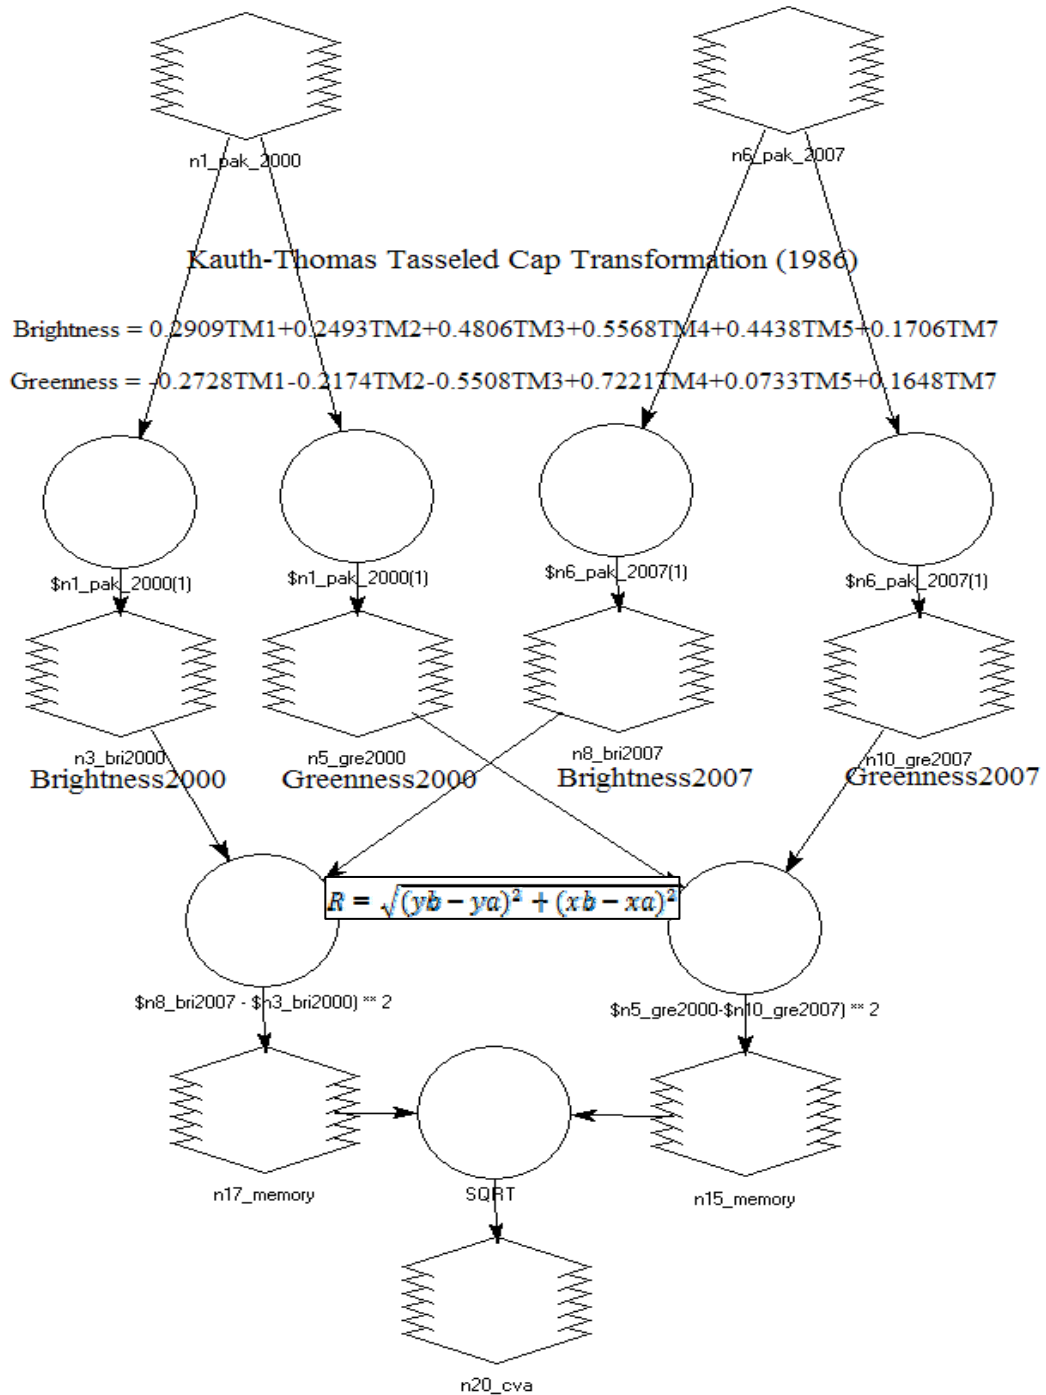 n1_pak_2000
n6_pak_2007
Kauth-Thomas Tasseled Cap Transformation (1986)
Brightness = 0.2909TM1+0.2493TM2+0.4806TM3+0.5568TM4+0.4438TM5+0.1706TM7
Greenness = -0.2728TM1-0.2174TM2-0.5508TM3+0.7221TM4+0.0733TM5+0.1648TM7
$n1_pak_2000(1)
$n1_pak_2000(1)
$n6_pak_2007(1)
$n6_pak_2007(1)
n3_bri2000
n5_gre2000
n8_bri2007
n10_gre2007
Brightness2000
Greenness2000
Brightness2007
Greenness2007
R = √(yb − ya)² + (xb − xa)²
$n8_bri2007 - $n3_bri2000) ** 2
$n5_gre2000-$n10_gre2007) ** 2
n17_memory
SQRT
n15_memory
n20_cva